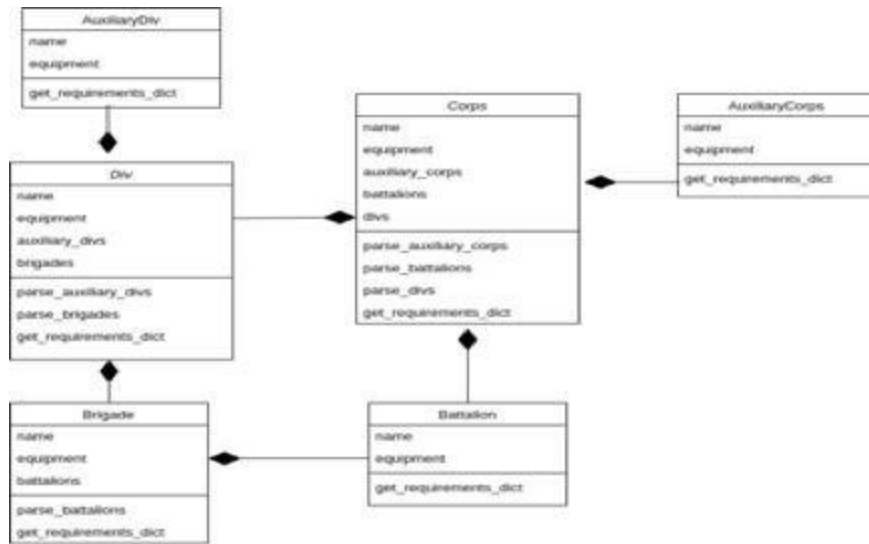 AuxiliaryDiv
name
equipment
get_requirements_dict
Corps
name
equipment
auxiliary_corps
battalions
divs
parse_auxiliary_corps
parse_battalions
parse_divs
get_requirements_dict
AuxiliaryCorps
name
equipment
get_requirements_dict
Div
name
equipment
auxiliary_divs
brigades
parse_auxiliary_divs
parse_brigades
get_requirements_dict
Brigade
name
equipment
battalions
parse_battalions
get_requirements_dict
Battalion
name
equipment
get_requirements_dict